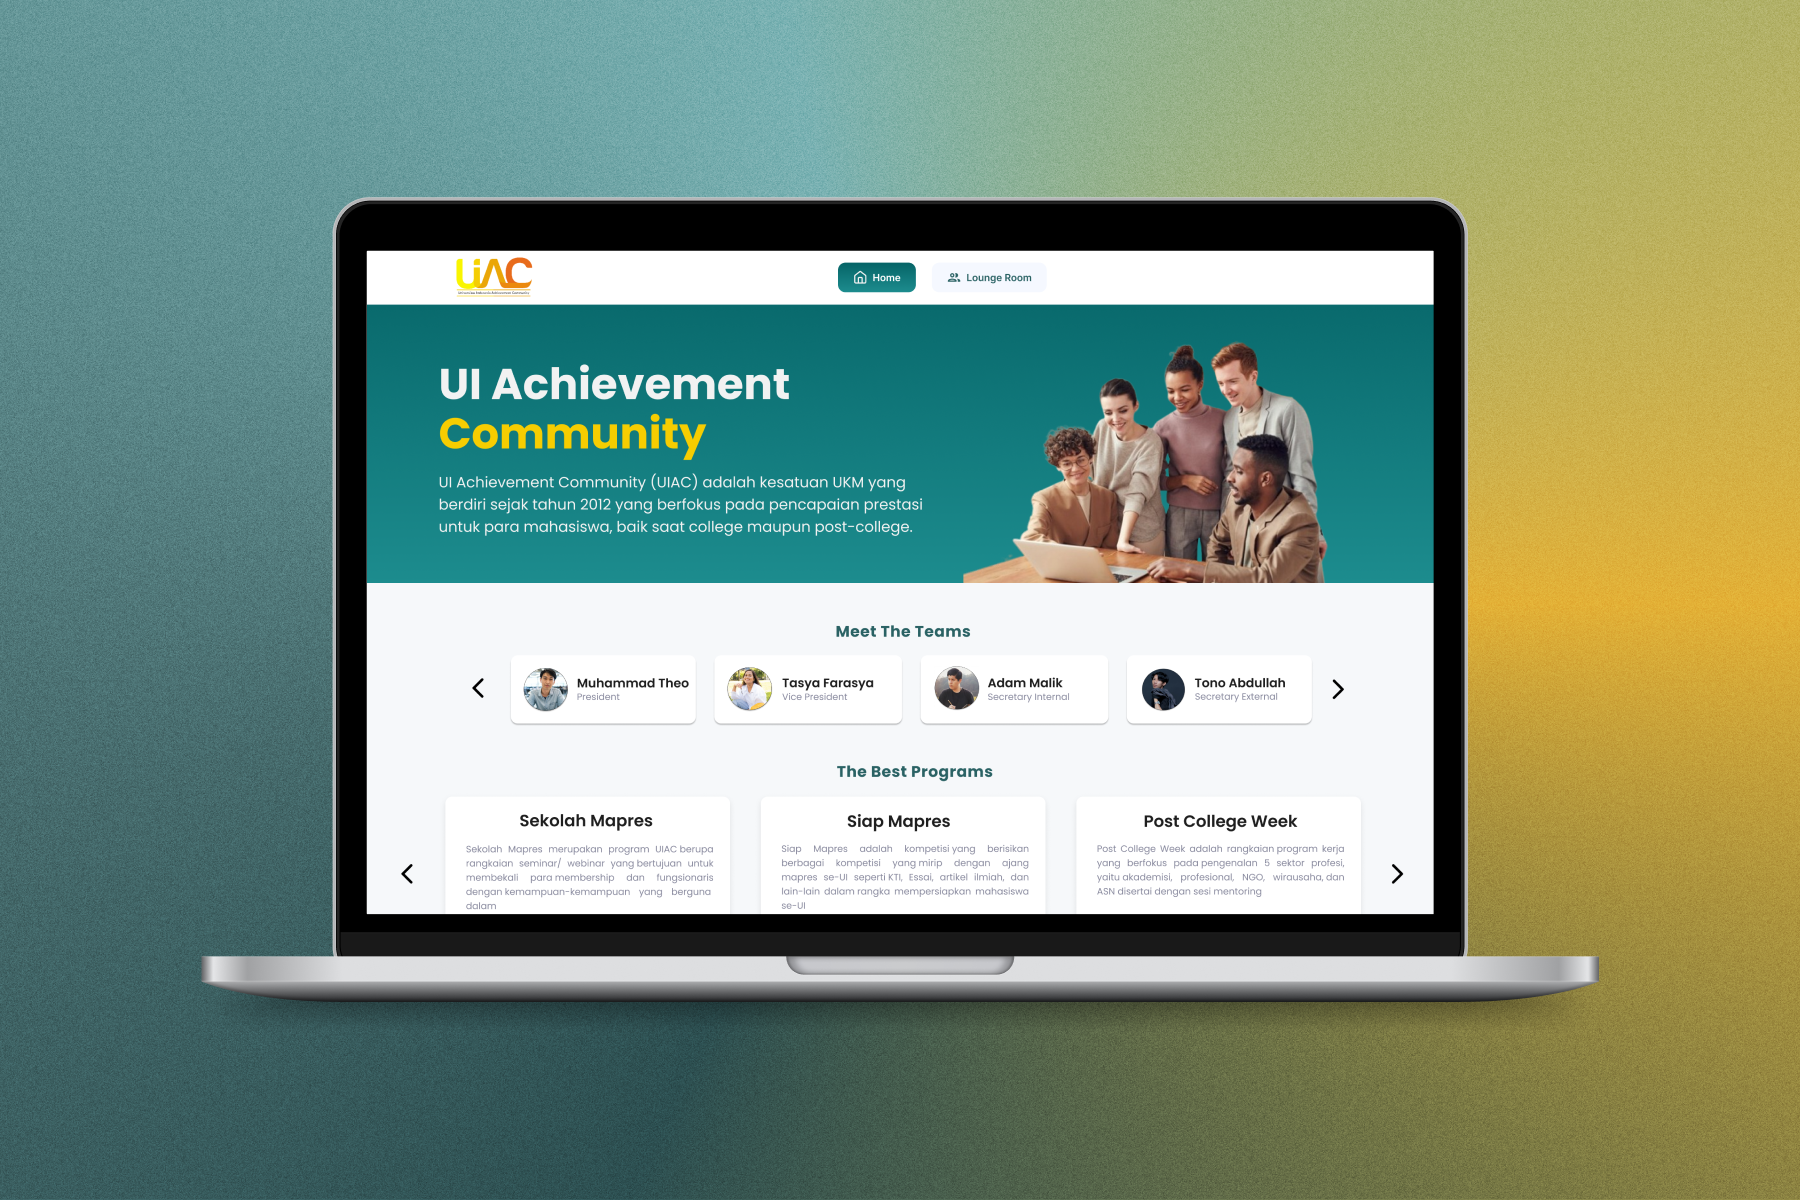 UiAC
Home
Lounge Room
UI Achievement
Community
UI Achievement Community (UIAC) adalah kesatuan UKM yang
berdiri sejak tahun 2012 yang berfokus pada pencapaian prestasi
untuk para mahasiswa, baik saat college maupun post-college.
Meet The Teams
Muhammad Theo
President
Tasya Farasya
Vice President
Adam Malik
Secretary Internal
Tono Abdullah
Secretary External
The Best Programs
Sekolah Mapres
Sekolah Mapres merupakan program UIAC berupa
rangkaian seminar/ webinar yang bertujuan untuk
membekali para membership dan fungsionaris
dengan kemampuan-kemampuan yang berguna
dalam
Siap Mapres
Siap Mapres adalah kompetisi yang berisikan
berbagai kompetisi yang mirip dengan ajang
mapres se-UI seperti KTI, Essai, artikel ilmiah, dan
lain-lain dalam rangka mempersiapkan mahasiswa
se-UI
Post College Week
Post College Week adalah rangkaian program kerja
yang berfokus pada pengenalan 5 sektor profesi,
yaitu akademisi, profesional, NGO, wirausaha, dan
ASN disertai dengan sesi mentoring